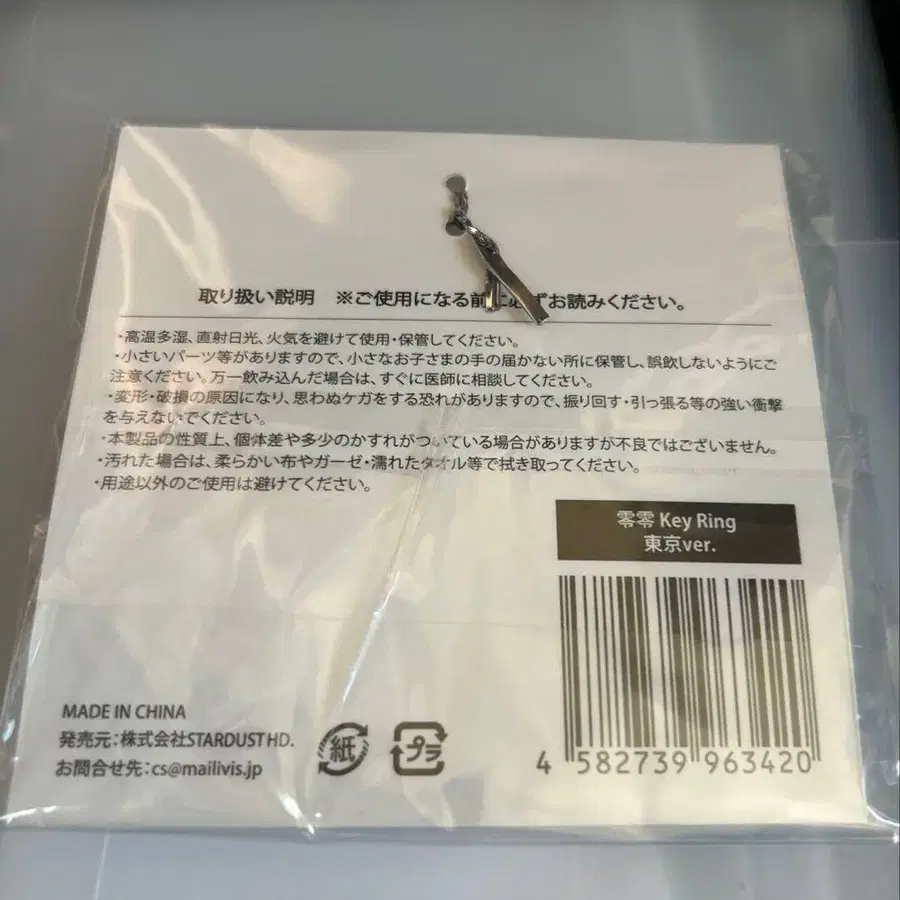 取り扱い説明 ※ご使用になる前に必ずお読みください。
・高温多湿、直射日光、火気を避けて使用・保管してください。
・小さいパーツ等がありますので、小さなお子さまの手の届かない所に保管し、誤飲しないようにご
注意ください。万一飲み込んだ場合は、すぐに医師に相談してください。
・変形・破損の原因になり、思わぬケガをする恐れがありますので、振り回す・引っ張る等の強い衝撃
を与えないでください。
・本製品の性質上、個体差や多少のかすれがついている場合がありますが不良ではございません。
・汚れた場合は、柔らかい布やガーゼ・濡れたタオル等で拭き取ってください。
・用途以外のご使用は避けてください。
零零 Key Ring
東京ver.
MADE IN CHINA
発売元：株式会社STARDUST HD.
お問合せ先：cs@mailivis.jp
紙
プラ
4 582739 963420